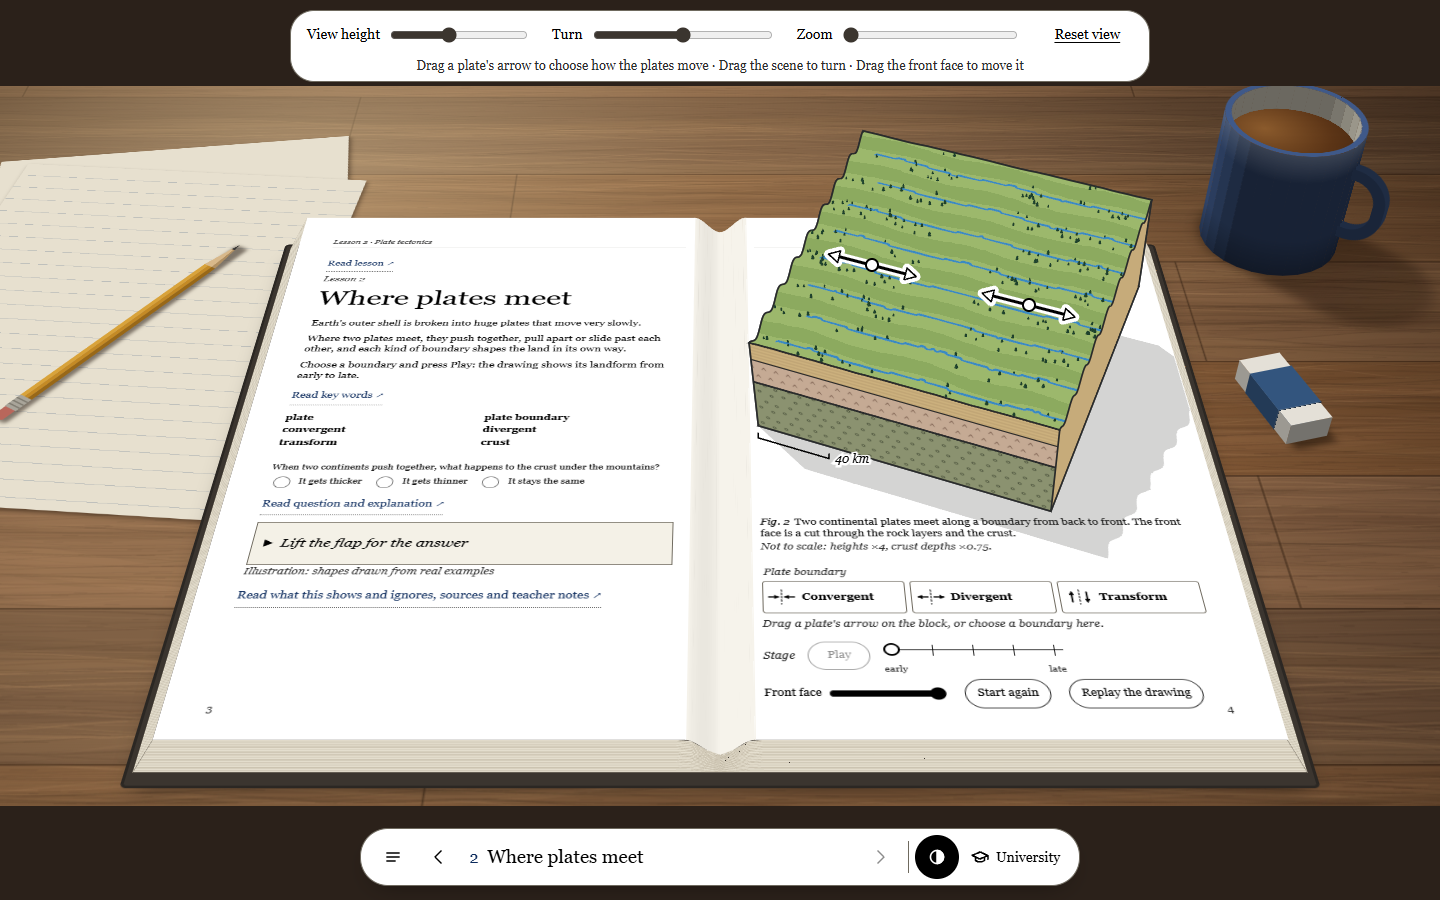 View height
Turn
Zoom
Reset view
Drag a plate's arrow to choose how the plates move · Drag the scene to turn · Drag the front face to move it
Lesson 2 · Plate tectonics
Read lesson ↗
Lesson 2
Where plates meet
Earth's outer shell is broken into huge plates that move very slowly.
Where two plates meet, they push together, pull apart or slide past each
other, and each kind of boundary shapes the land in its own way.
Choose a boundary and press Play: the drawing shows its landform from
early to late.
Read key words ↗
plate
plate boundary
convergent
divergent
transform
crust
When two continents push together, what happens to the crust under the mountains?
It gets thicker
It gets thinner
It stays the same
Read question and explanation ↗
▶ Lift the flap for the answer
Illustration: shapes drawn from real examples
Read what this shows and ignores, sources and teacher notes ↗
3
40 km
Fig. 2 Two continental plates meet along a boundary from back to front. The front
face is a cut through the rock layers and the crust.
Not to scale: heights ×4, crust depths ×0.75.
Plate boundary
Convergent
Divergent
Transform
Drag a plate's arrow on the block, or choose a boundary here.
Stage
Play
early
late
Front face
Start again
Replay the drawing
4
2 Where plates meet
University